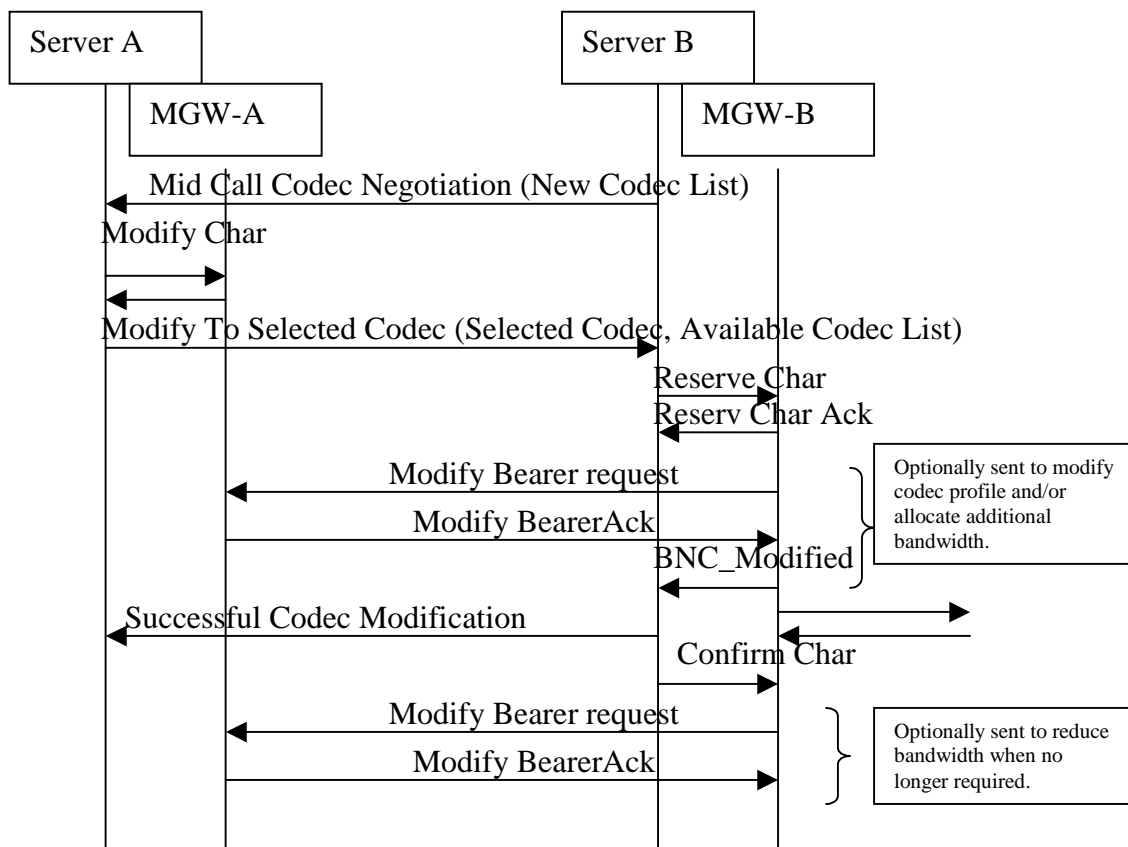 Server A
Server B
MGW-A
MGW-B
Mid Call Codec Negotiation (New Codec List)
Modify Char
Modify To Selected Codec (Selected Codec, Available Codec List)
Reserve Char
Reserv Char Ack
Modify Bearer request
Optionally sent to modify
codec profile and/or
allocate additional
bandwidth.
Modify BearerAck
BNC_Modified
Successful Codec Modification
Confirm Char
Modify Bearer request
Optionally sent to reduce
bandwidth when no
longer required.
Modify BearerAck